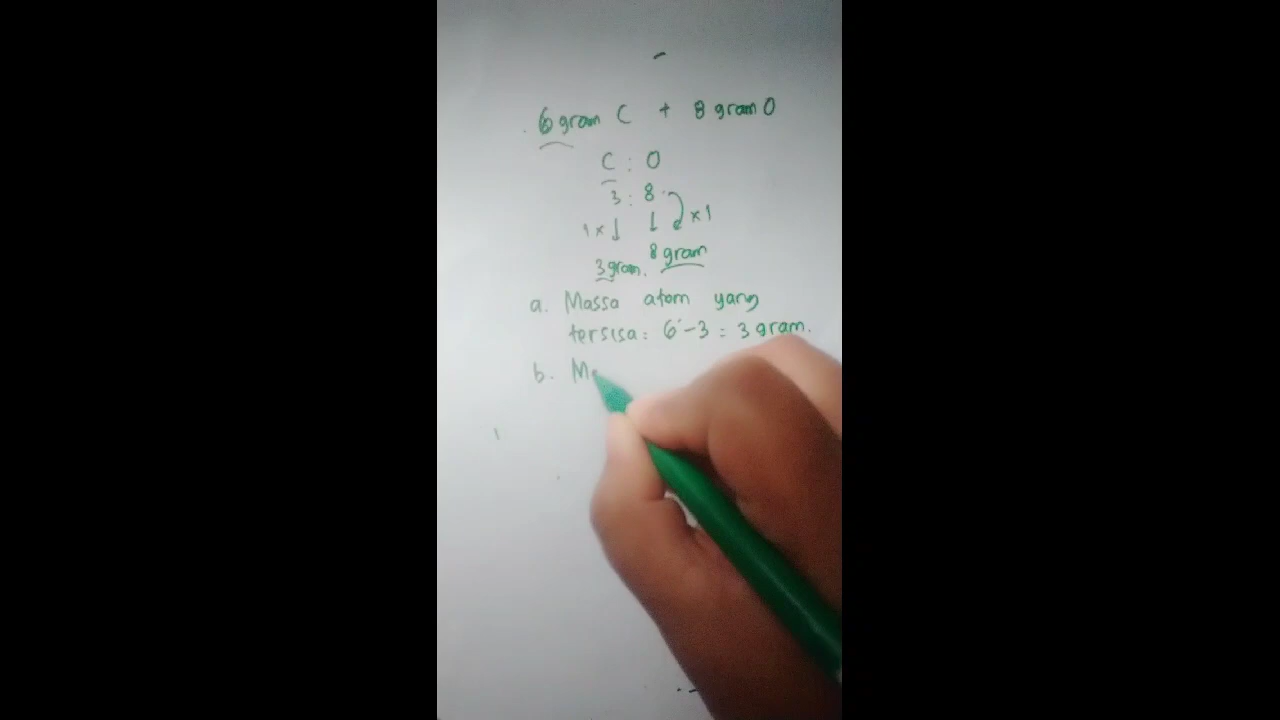 6 gram C + 8 gram O
C : O
3 : 8
1 × ↓ ↓ × 1
3 gram. 8 gram
a. Massa atom yang
tersisa : 6 - 3 = 3 gram.
b. Ma